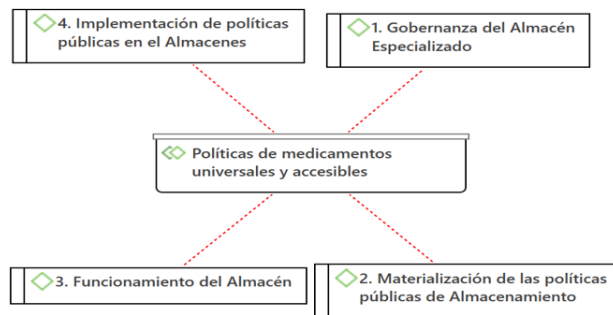 4. Implementación de políticas
públicas en el Almacenes
1. Gobernanza del Almacén
Especializado
Políticas de medicamentos
universales y accesibles
3. Funcionamiento del Almacén
2. Materialización de las políticas
públicas de Almacenamiento